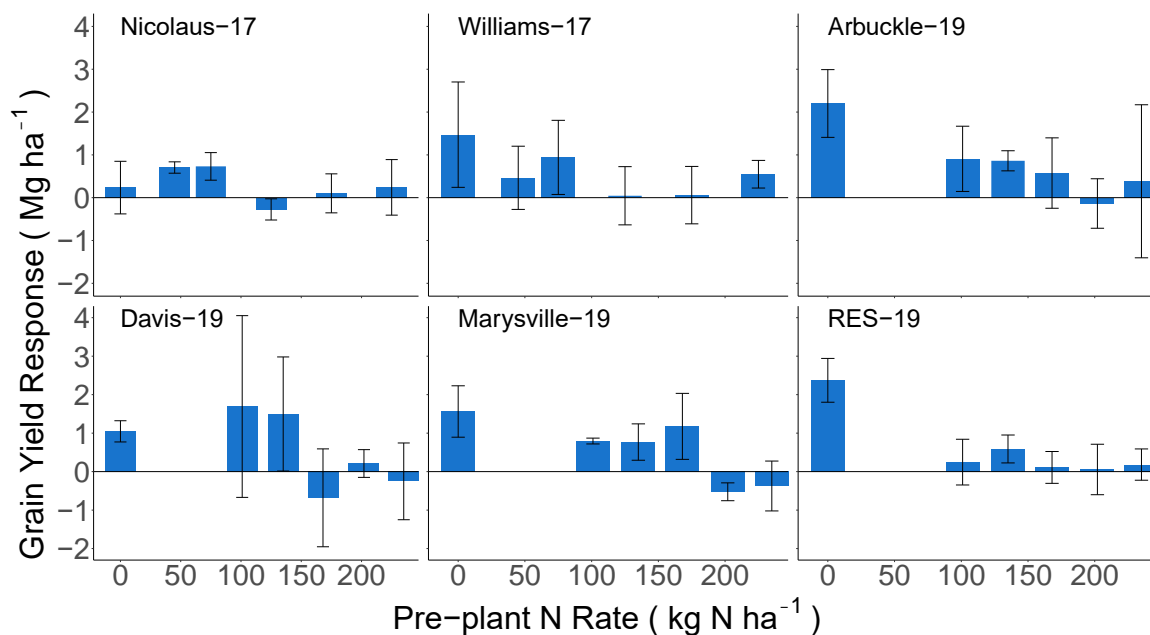 Grain Yield Response ( Mg ha⁻¹ )
Nicolaus−17
Williams−17
Arbuckle−19
4
3
2
1
0
−1
−2
Davis−19
Marysville−19
RES−19
4
3
2
1
0
−1
−2
0 50 100 150 200
0 50 100 150 200
0 50 100 150 200
Pre−plant N Rate ( kg N ha⁻¹ )